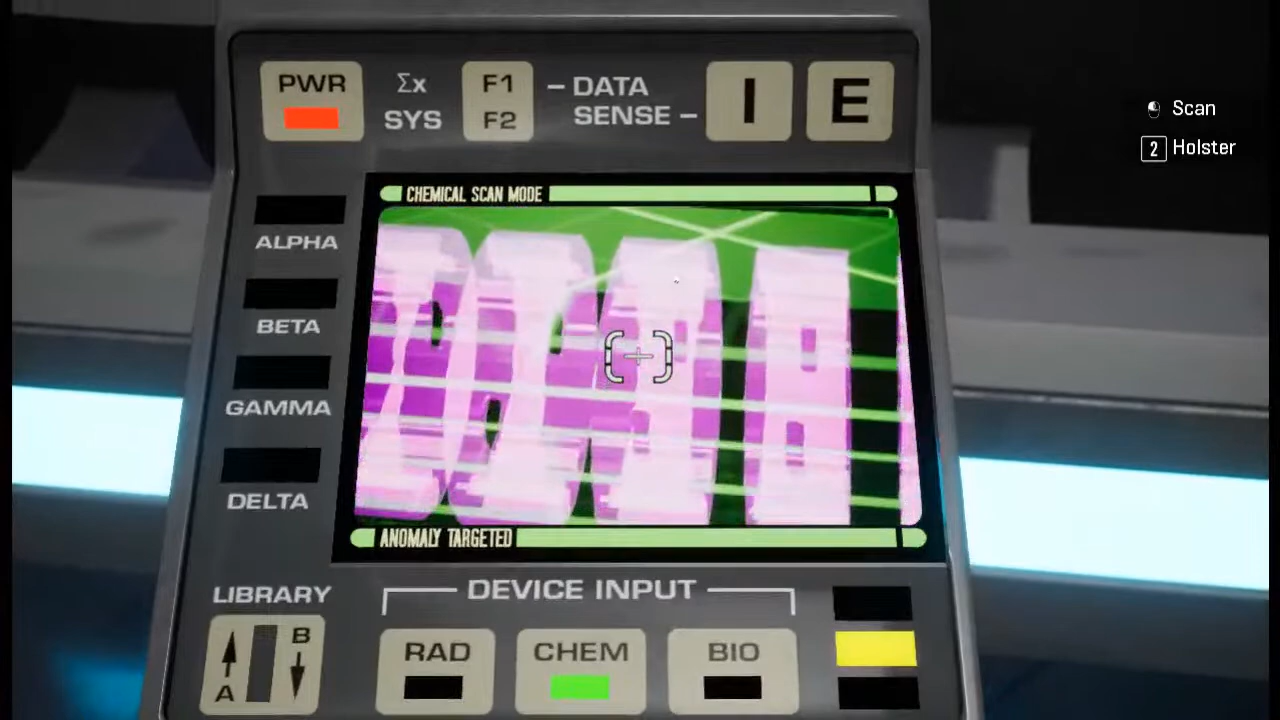 PWR
Σx
SYS
F1
F2
– DATA
SENSE –
I
E
Scan
2 Holster
CHEMICAL SCAN MODE
ALPHA
BETA
GAMMA
DELTA
ANOMALY TARGETED
LIBRARY
DEVICE INPUT
B
A
RAD
CHEM
BIO